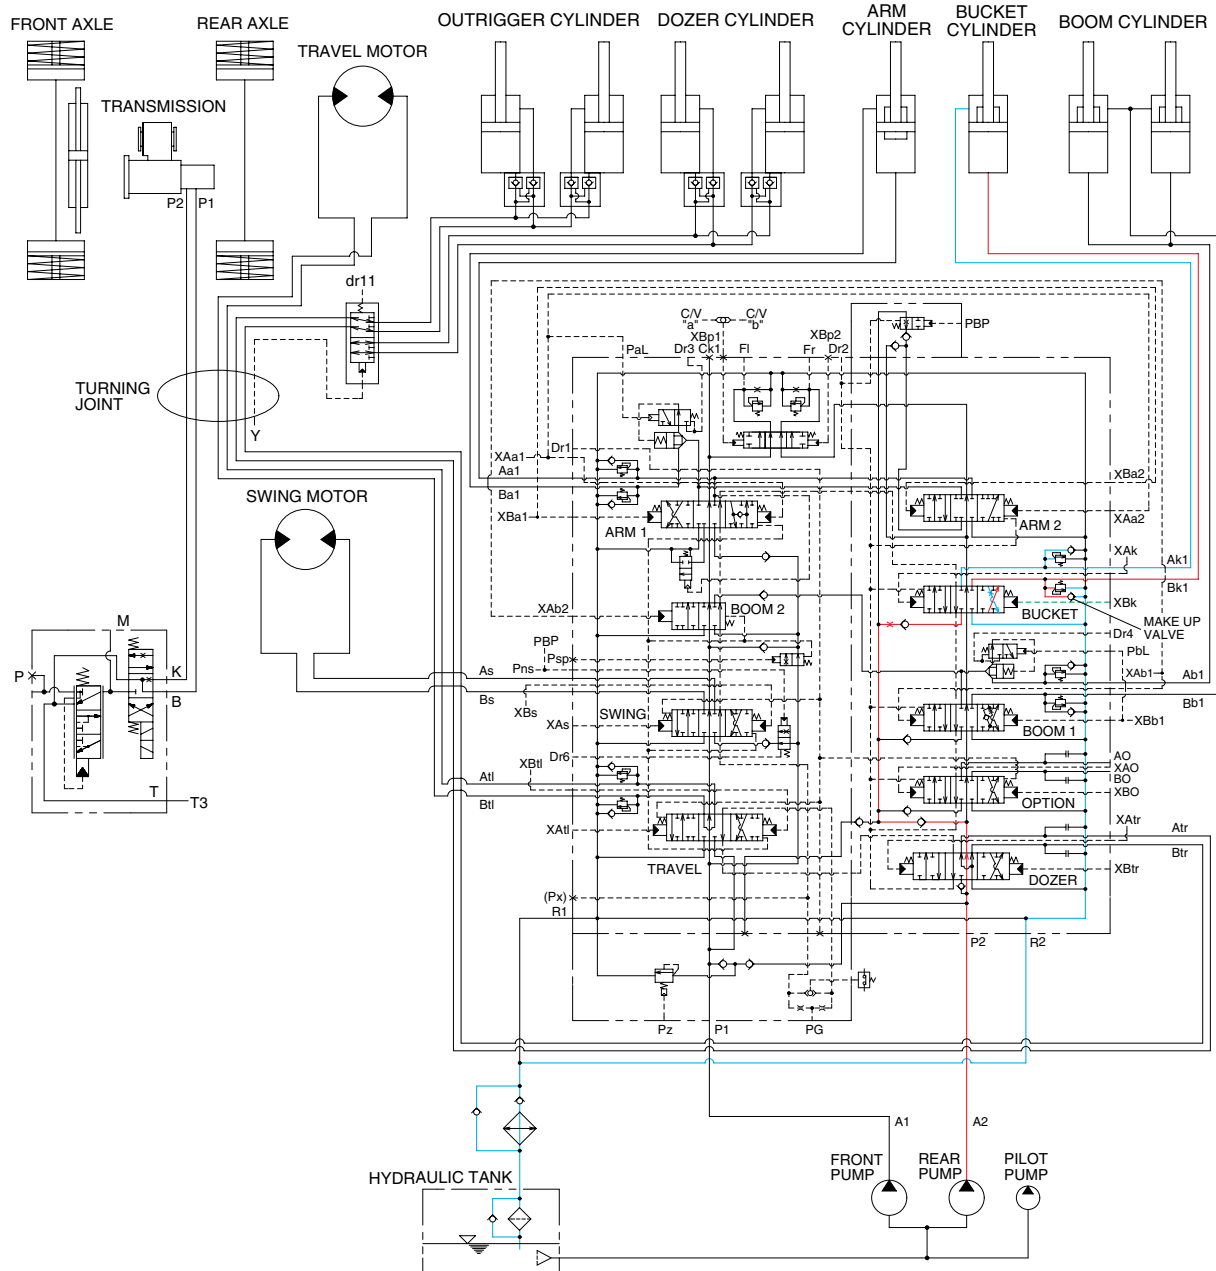 FRONT AXLE
REAR AXLE
TRAVEL MOTOR
OUTRIGGER CYLINDER
DOZER CYLINDER
ARM
CYLINDER
BUCKET
CYLINDER
BOOM CYLINDER
TRANSMISSION
P2
P1
dr11
TURNING
JOINT
Y
C/V
"a"
C/V
"b"
XBp1
XBp2
PBP
PaL
Dr3
Ck1
Fl
Fr
Dr2
Dr1
XAa1
Aa1
Ba1
XBa1
ARM 1
XBa2
XAa2
ARM 2
SWING MOTOR
XAk
Ak1
Bk1
XBk
BUCKET
MAKE UP
VALVE
XAb2
BOOM 2
Dr4
PbL
XAb1
Ab1
Bb1
XBb1
BOOM 1
PBP
Psp
Pns
As
Bs
XBs
XAs
SWING
Dr6
XBtl
Atl
Btl
XAtl
TRAVEL
AO
XAO
BO
XBO
OPTION
XAtr
Atr
Btr
XBtr
DOZER
M
P
K
B
T
T3
(Px)
R1
P2
R2
Pz
P1
PG
A1
A2
FRONT
PUMP
REAR
PUMP
PILOT
PUMP
HYDRAULIC TANK